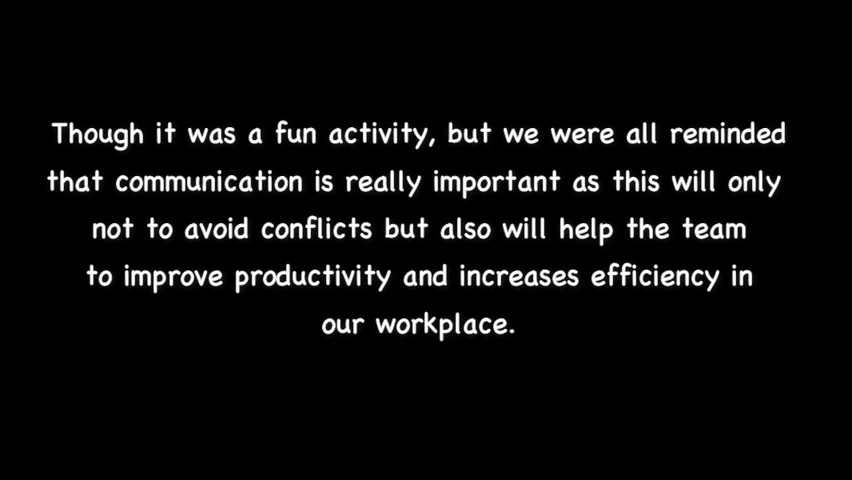 Though it was a fun activity, but we were all reminded
that communication is really important as this will only
not to avoid conflicts but also will help the team
to improve productivity and increases efficiency in
our workplace.